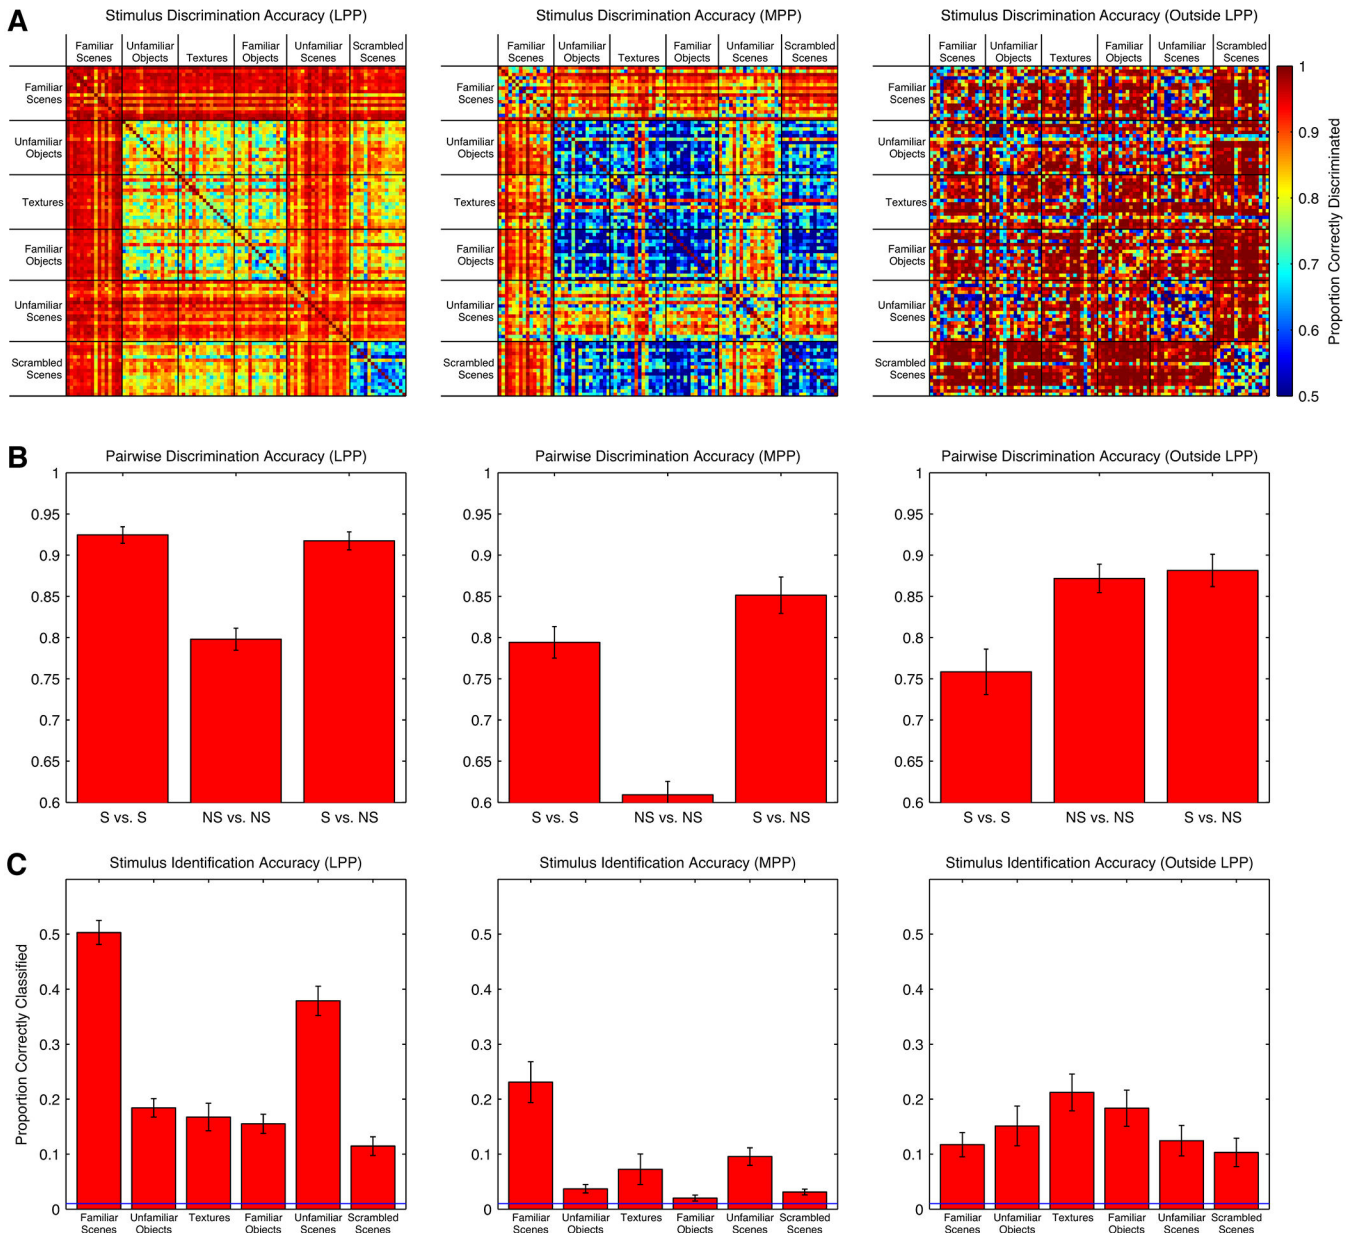 A
Stimulus Discrimination Accuracy (LPP)
Familiar Scenes
Unfamiliar Objects
Textures
Familiar Objects
Unfamiliar Scenes
Scrambled Scenes
Familiar Scenes
Unfamiliar Objects
Textures
Familiar Objects
Unfamiliar Scenes
Scrambled Scenes
Stimulus Discrimination Accuracy (MPP)
Familiar Scenes
Unfamiliar Objects
Textures
Familiar Objects
Unfamiliar Scenes
Scrambled Scenes
Familiar Scenes
Unfamiliar Objects
Textures
Familiar Objects
Unfamiliar Scenes
Scrambled Scenes
Stimulus Discrimination Accuracy (Outside LPP)
Familiar Scenes
Unfamiliar Objects
Textures
Familiar Objects
Unfamiliar Scenes
Scrambled Scenes
Familiar Scenes
Unfamiliar Objects
Textures
Familiar Objects
Unfamiliar Scenes
Scrambled Scenes
1
0.9
0.8
0.7
0.6
0.5
Proportion Correctly Discriminated
B
Pairwise Discrimination Accuracy (LPP)
1
0.95
0.9
0.85
0.8
0.75
0.7
0.65
0.6
S vs. S
NS vs. NS
S vs. NS
Pairwise Discrimination Accuracy (MPP)
1
0.95
0.9
0.85
0.8
0.75
0.7
0.65
0.6
S vs. S
NS vs. NS
S vs. NS
Pairwise Discrimination Accuracy (Outside LPP)
1
0.95
0.9
0.85
0.8
0.75
0.7
0.65
0.6
S vs. S
NS vs. NS
S vs. NS
C
Stimulus Identification Accuracy (LPP)
Proportion Correctly Classified
0.5
0.4
0.3
0.2
0.1
0
Familiar Scenes
Unfamiliar Objects
Textures
Familiar Objects
Unfamiliar Scenes
Scrambled Scenes
Stimulus Identification Accuracy (MPP)
0.5
0.4
0.3
0.2
0.1
0
Familiar Scenes
Unfamiliar Objects
Textures
Familiar Objects
Unfamiliar Scenes
Scrambled Scenes
Stimulus Identification Accuracy (Outside LPP)
0.5
0.4
0.3
0.2
0.1
0
Familiar Scenes
Unfamiliar Objects
Textures
Familiar Objects
Unfamiliar Scenes
Scrambled Scenes